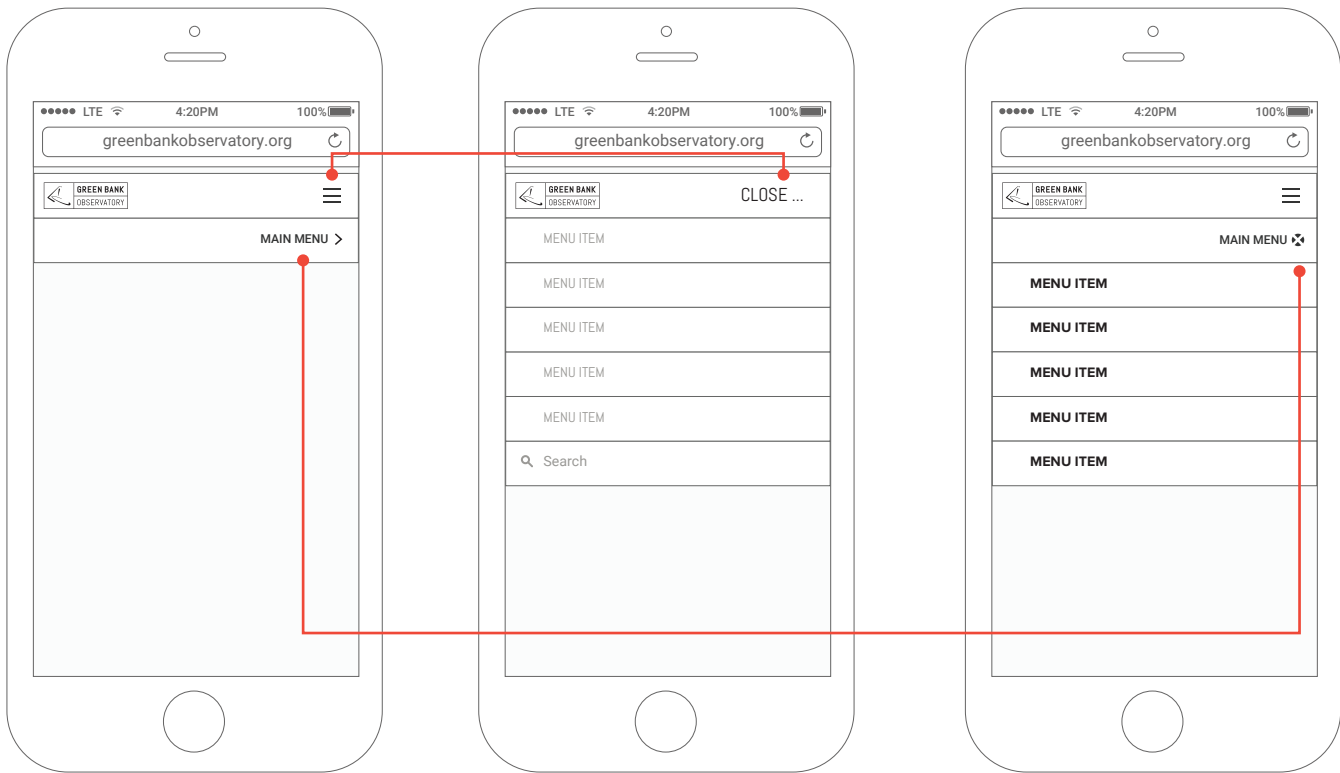 LTE 4:20PM 100%
greenbankobservatory.org
GREEN BANK
OBSERVATORY
MAIN MENU
LTE 4:20PM 100%
greenbankobservatory.org
GREEN BANK
OBSERVATORY
CLOSE ...
MENU ITEM
MENU ITEM
MENU ITEM
MENU ITEM
MENU ITEM
Search
LTE 4:20PM 100%
greenbankobservatory.org
GREEN BANK
OBSERVATORY
MAIN MENU
MENU ITEM
MENU ITEM
MENU ITEM
MENU ITEM
MENU ITEM